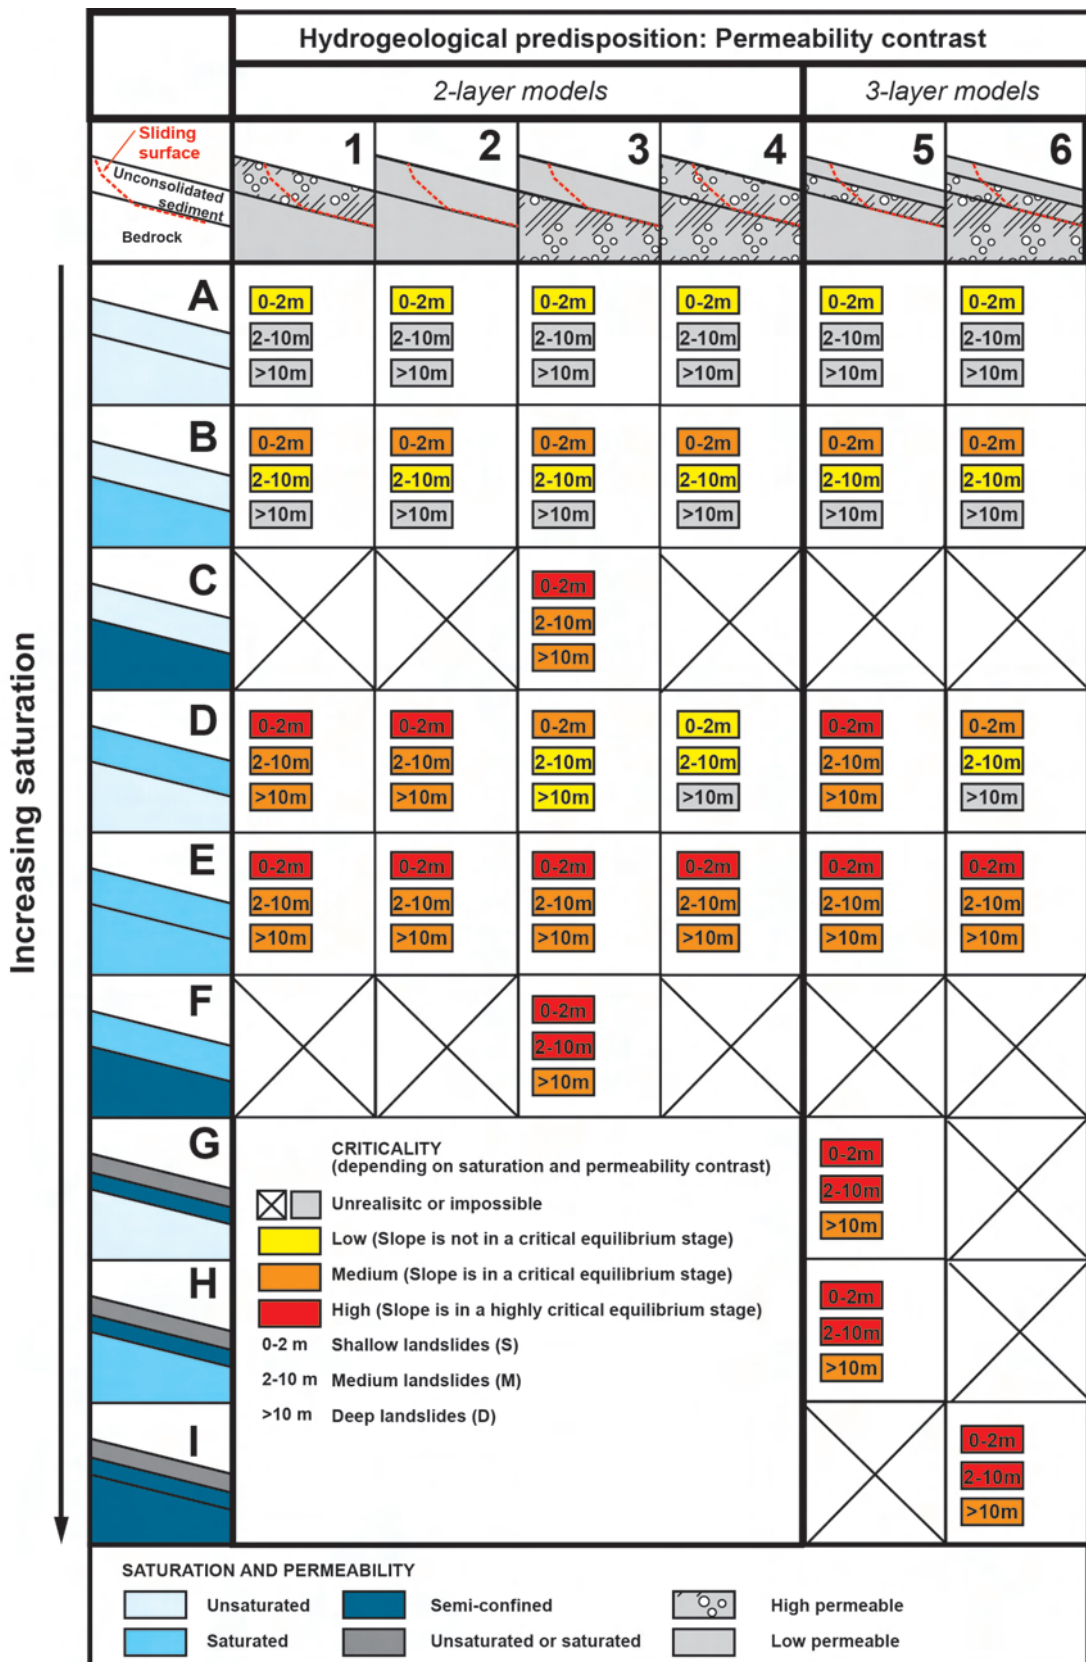 Hydrogeological predisposition: Permeability contrast
2-layer models 3-layer models
Sliding surface
Unconsolidated sediment
Bedrock
1 2 3 4 5 6
Increasing saturation
A
0-2m 0-2m 0-2m 0-2m 0-2m 0-2m
2-10m 2-10m 2-10m 2-10m 2-10m 2-10m
>10m >10m >10m >10m >10m >10m
B
0-2m 0-2m 0-2m 0-2m 0-2m 0-2m
2-10m 2-10m 2-10m 2-10m 2-10m 2-10m
>10m >10m >10m >10m >10m >10m
C
0-2m
2-10m
>10m
D
0-2m 0-2m 0-2m 0-2m 0-2m 0-2m
2-10m 2-10m 2-10m 2-10m 2-10m 2-10m
>10m >10m >10m >10m >10m >10m
E
0-2m 0-2m 0-2m 0-2m 0-2m 0-2m
2-10m 2-10m 2-10m 2-10m 2-10m 2-10m
>10m >10m >10m >10m >10m >10m
F
0-2m
2-10m
>10m
G
0-2m
2-10m
>10m
H
0-2m
2-10m
>10m
I
0-2m
2-10m
>10m
CRITICALITY
(depending on saturation and permeability contrast)
Unrealisitc or impossible
Low (Slope is not in a critical equilibrium stage)
Medium (Slope is in a critical equilibrium stage)
High (Slope is in a highly critical equilibrium stage)
0-2 m Shallow landslides (S)
2-10 m Medium landslides (M)
>10 m Deep landslides (D)
SATURATION AND PERMEABILITY
Unsaturated Semi-confined High permeable
Saturated Unsaturated or saturated Low permeable